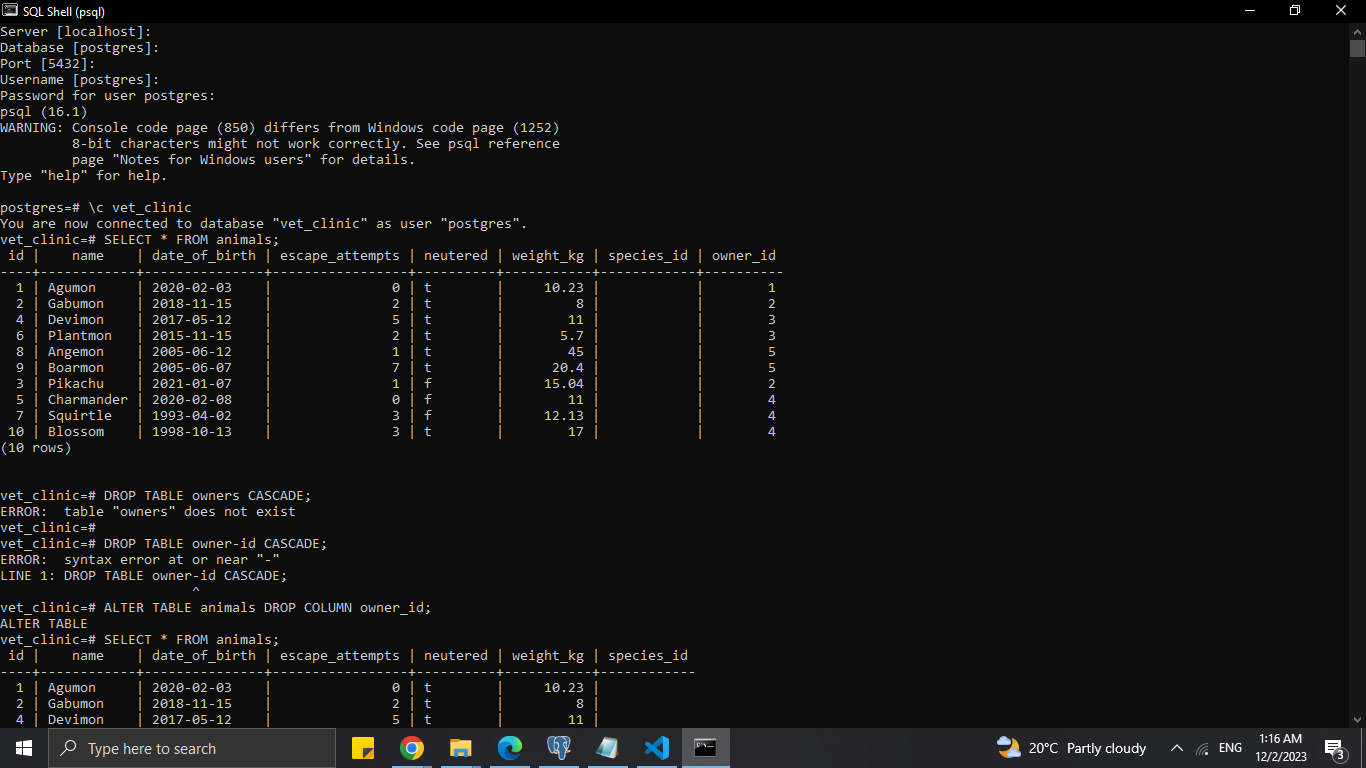 SQL Shell (psql)
Server [localhost]:
Database [postgres]:
Port [5432]:
Username [postgres]:
Password for user postgres:
psql (16.1)
WARNING: Console code page (850) differs from Windows code page (1252)
         8-bit characters might not work correctly. See psql reference
         page "Notes for Windows users" for details.
Type "help" for help.
postgres=# \c vet_clinic
You are now connected to database "vet_clinic" as user "postgres".
vet_clinic=# SELECT * FROM animals;
 id |    name    | date_of_birth | escape_attempts | neutered | weight_kg | species_id | owner_id
----+------------+---------------+-----------------+----------+-----------+------------+----------
  1 | Agumon     | 2020-02-03    |               0 | t        |     10.23 |            |        1
  2 | Gabumon    | 2018-11-15    |               2 | t        |         8 |            |        2
  4 | Devimon    | 2017-05-12    |               5 | t        |        11 |            |        3
  6 | Plantmon   | 2015-11-15    |               2 | t        |       5.7 |            |        3
  8 | Angemon    | 2005-06-12    |               1 | t        |        45 |            |        5
  9 | Boarmon    | 2005-06-07    |               7 | t        |      20.4 |            |        5
  3 | Pikachu    | 2021-01-07    |               1 | f        |     15.04 |            |        2
  5 | Charmander | 2020-02-08    |               0 | f        |        11 |            |        4
  7 | Squirtle   | 1993-04-02    |               3 | f        |     12.13 |            |        4
 10 | Blossom    | 1998-10-13    |               3 | t        |        17 |            |        4
(10 rows)
vet_clinic=# DROP TABLE owners CASCADE;
ERROR:  table "owners" does not exist
vet_clinic=#
vet_clinic=# DROP TABLE owner-id CASCADE;
ERROR:  syntax error at or near "-"
LINE 1: DROP TABLE owner-id CASCADE;
                        ^
vet_clinic=# ALTER TABLE animals DROP COLUMN owner_id;
ALTER TABLE
vet_clinic=# SELECT * FROM animals;
 id |    name    | date_of_birth | escape_attempts | neutered | weight_kg | species_id
----+------------+---------------+-----------------+----------+-----------+------------
  1 | Agumon     | 2020-02-03    |               0 | t        |     10.23 |
  2 | Gabumon    | 2018-11-15    |               2 | t        |         8 |
  4 | Devimon    | 2017-05-12    |               5 | t        |        11 |
Type here to search
20°C Partly cloudy
ENG
1:16 AM
12/2/2023
3